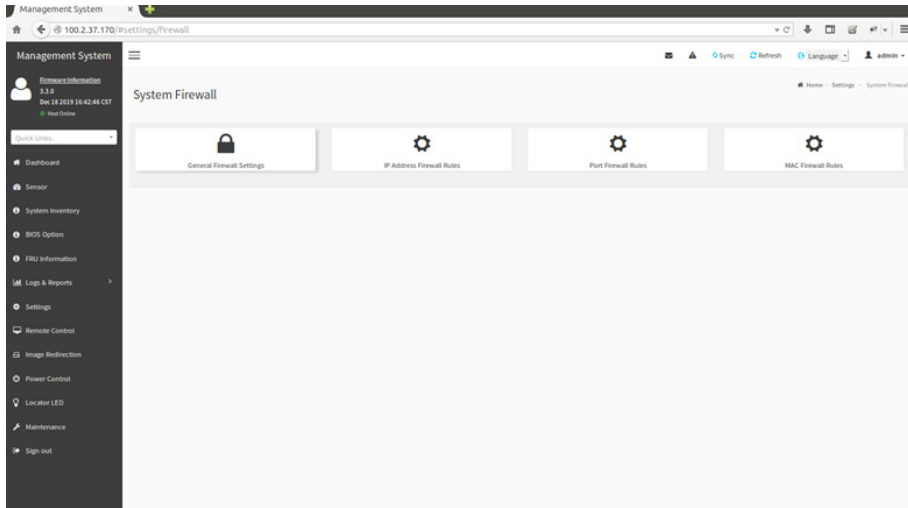 Management System
100.2.37.170/#settings/firewall
Management System
Sync
Refresh
Language
admin
Firmware Information
3.3.0
Dec 18 2019 16:42:46 CST
Host Online
System Firewall
Home
Settings
System Firewall
Quick Links..
General Firewall Settings
IP Address Firewall Rules
Port Firewall Rules
MAC Firewall Rules
Dashboard
Sensor
System Inventory
BIOS Option
FRU Information
Logs & Reports
Settings
Remote Control
Image Redirection
Power Control
Locator LED
Maintenance
Sign out